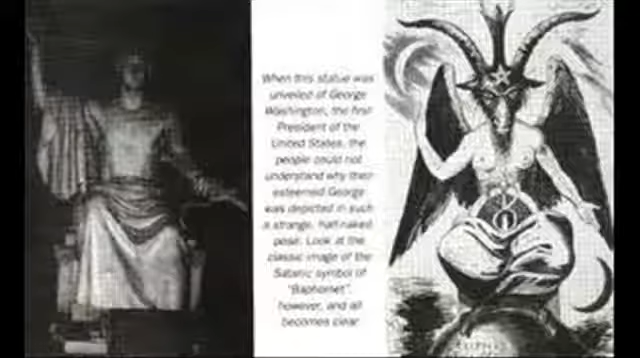 When this statue was
unveiled of George
Washington, the first
President of the
United States, the
people could not
understand why their
esteemed George
was depicted in such
a strange, half-naked
pose. Look at the
classic image of the
Satanic symbol of
"Baphomet",
however, and all
becomes clear.